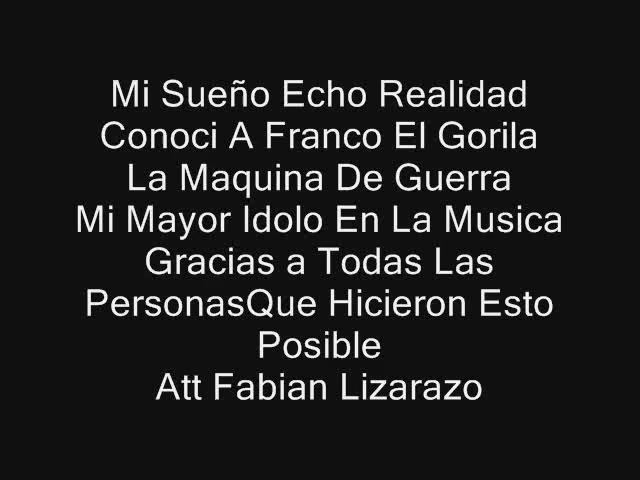 Mi Sueño Echo Realidad
Conoci A Franco El Gorila
La Maquina De Guerra
Mi Mayor Idolo En La Musica
Gracias a Todas Las
PersonasQue Hicieron Esto
Posible
Att Fabian Lizarazo